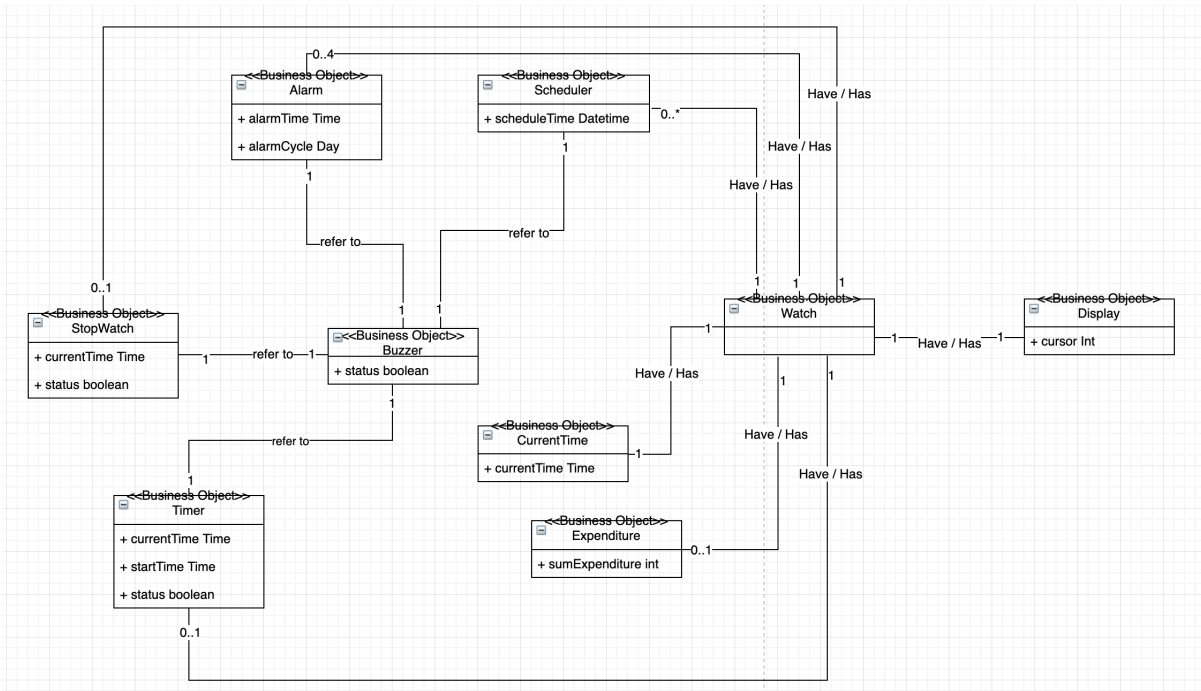 0..4
<<Business Object>>
Alarm
+ alarmTime Time
+ alarmCycle Day
1
<<Business Object>>
Scheduler
+ scheduleTime Datetime
1
0..*
Have / Has
Have / Has
Have / Has
refer to
refer to
1
1
1
1
1
0..1
<<Business Object>>
StopWatch
+ currentTime Time
+ status boolean
1
refer to
1
<<Business Object>>
Buzzer
+ status boolean
1
<<Business Object>>
Watch
1
Have / Has
1
<<Business Object>>
Display
+ cursor Int
1
Have / Has
1
<<Business Object>>
CurrentTime
+ currentTime Time
1
Have / Has
1
Have / Has
refer to
1
<<Business Object>>
Timer
+ currentTime Time
+ startTime Time
+ status boolean
0..1
<<Business Object>>
Expenditure
+ sumExpenditure int
0..1